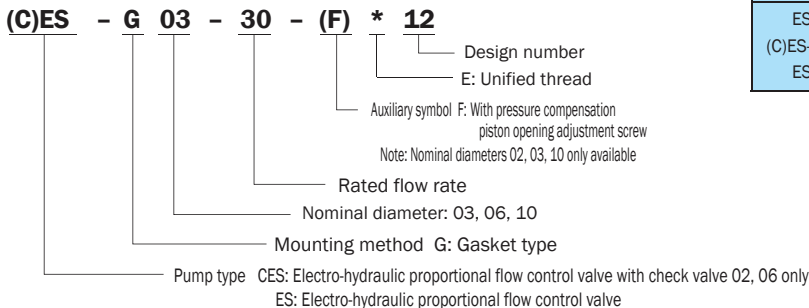 (C)ES – G 03 – 30 – (F) * 12
ES
(C)ES-
ES
Design number
E: Unified thread
Auxiliary symbol F: With pressure compensation
piston opening adjustment screw
Note: Nominal diameters 02, 03, 10 only available
Rated flow rate
Nominal diameter: 03, 06, 10
Mounting method G: Gasket type
Pump type CES: Electro-hydraulic proportional flow control valve with check valve 02, 06 only
ES: Electro-hydraulic proportional flow control valve